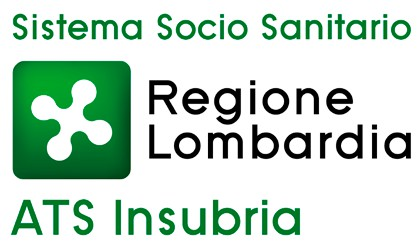 Sistema Socio Sanitario
Regione
Lombardia
ATS Insubria